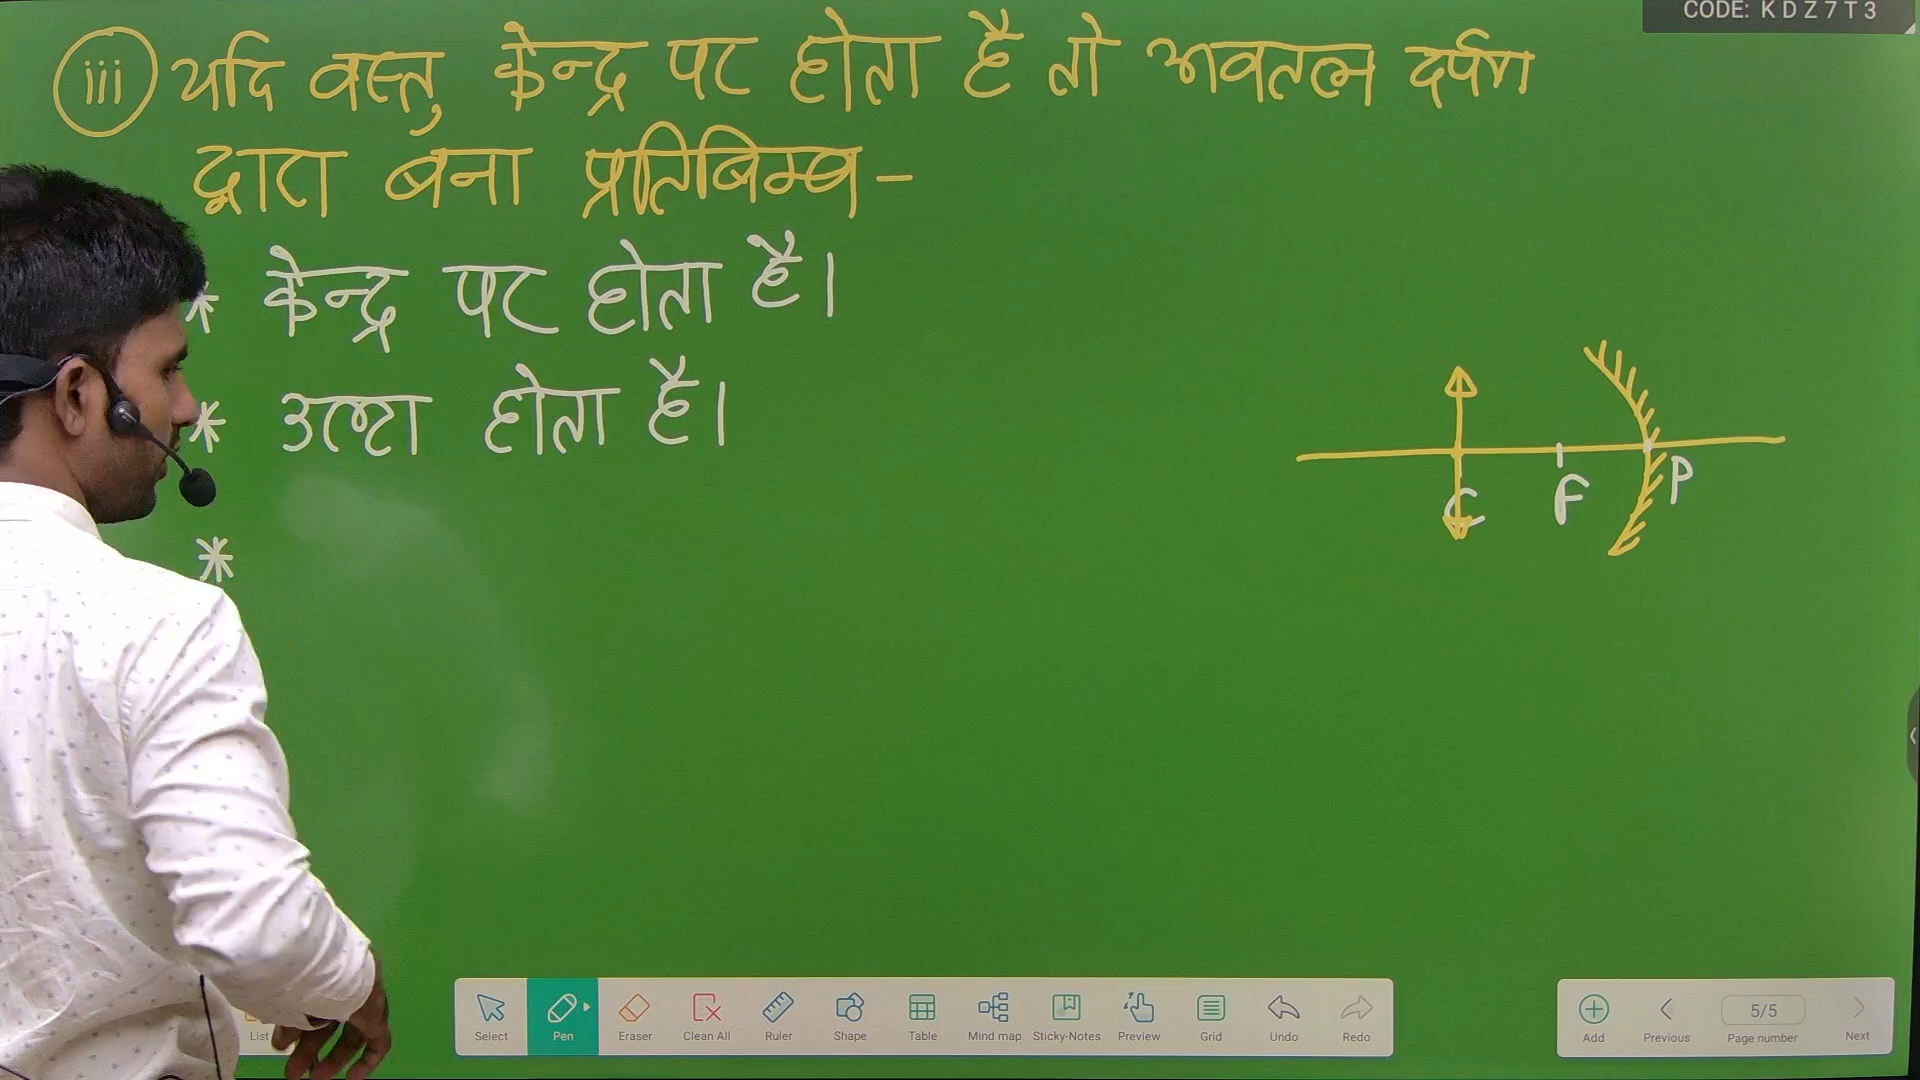 CODE: KDZ7T3
iii यदि वस्तु केन्द्र पर होता है तो अवतल दर्पण
द्वारा बना प्रतिबिम्ब-
* केन्द्र पर होता है।
* उल्टा होता है।
*
C F P
List Select Pen Eraser Clean All Ruler Shape Table Mind map Sticky-Notes Preview Grid Undo Redo
Add Previous 5/5 Page number Next